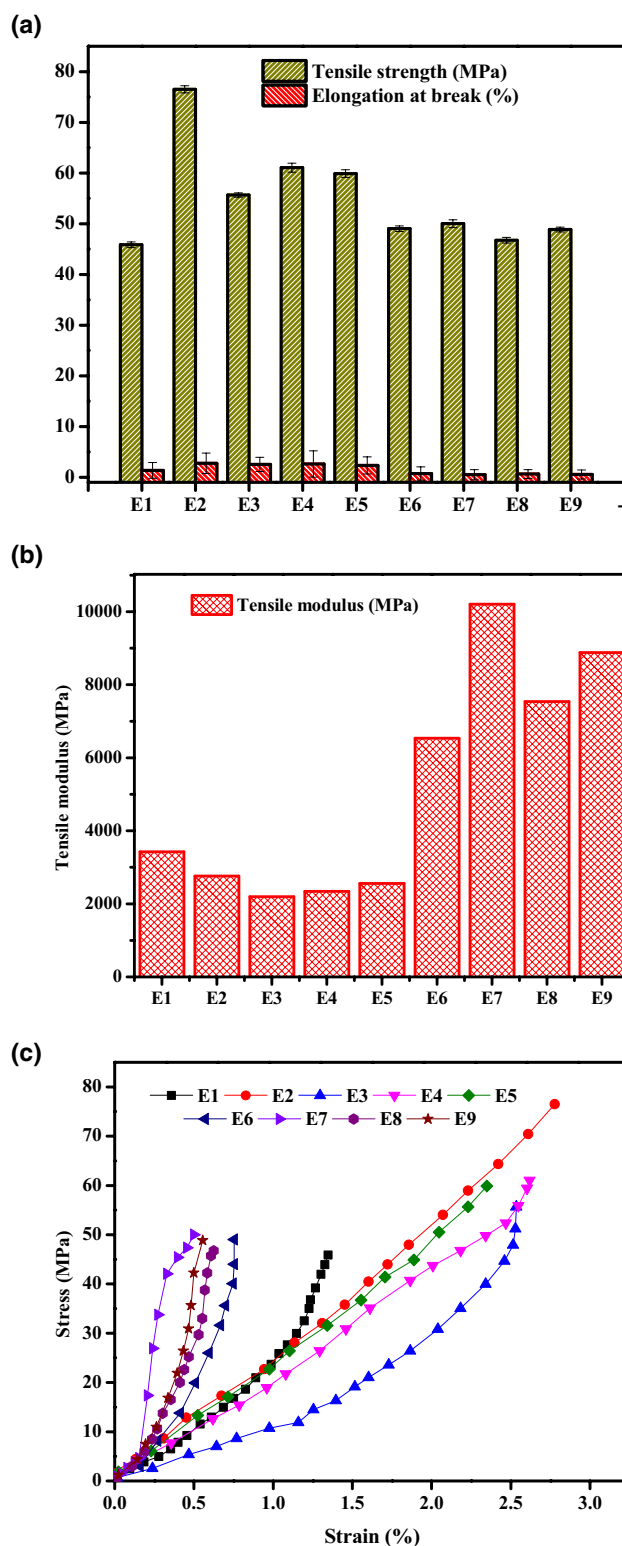 (a)
Tensile strength (MPa)
Elongation at break (%)
80
70
60
50
40
30
20
10
0
E1 E2 E3 E4 E5 E6 E7 E8 E9
(b)
Tensile modulus (MPa)
Tensile modulus (MPa)
10000
8000
6000
4000
2000
0
E1 E2 E3 E4 E5 E6 E7 E8 E9
(c)
E1 E2 E3 E4 E5
E6 E7 E8 E9
Stress (MPa)
80
70
60
50
40
30
20
10
0
0.0 0.5 1.0 1.5 2.0 2.5 3.0
Strain (%)